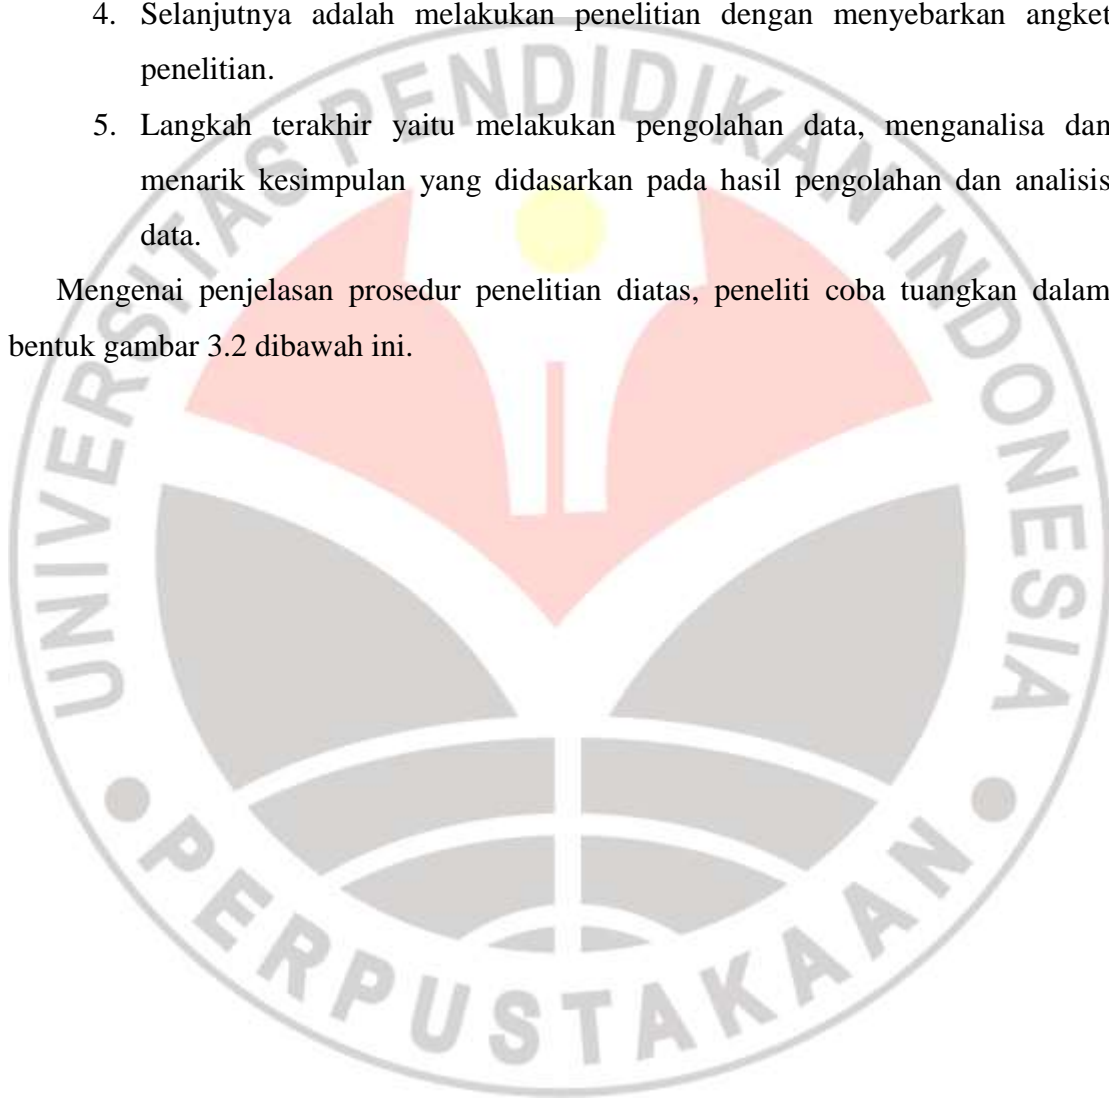 4. Selanjutnya adalah melakukan penelitian dengan menyebarkan angket
penelitian.
5. Langkah terakhir yaitu melakukan pengolahan data, menganalisa dan
menarik kesimpulan yang didasarkan pada hasil pengolahan dan analisis
data.
Mengenai penjelasan prosedur penelitian diatas, peneliti coba tuangkan dalam
bentuk gambar 3.2 dibawah ini.
UNIVERSITAS PENDIDIKAN INDONESIA
PERPUSTAKAAN